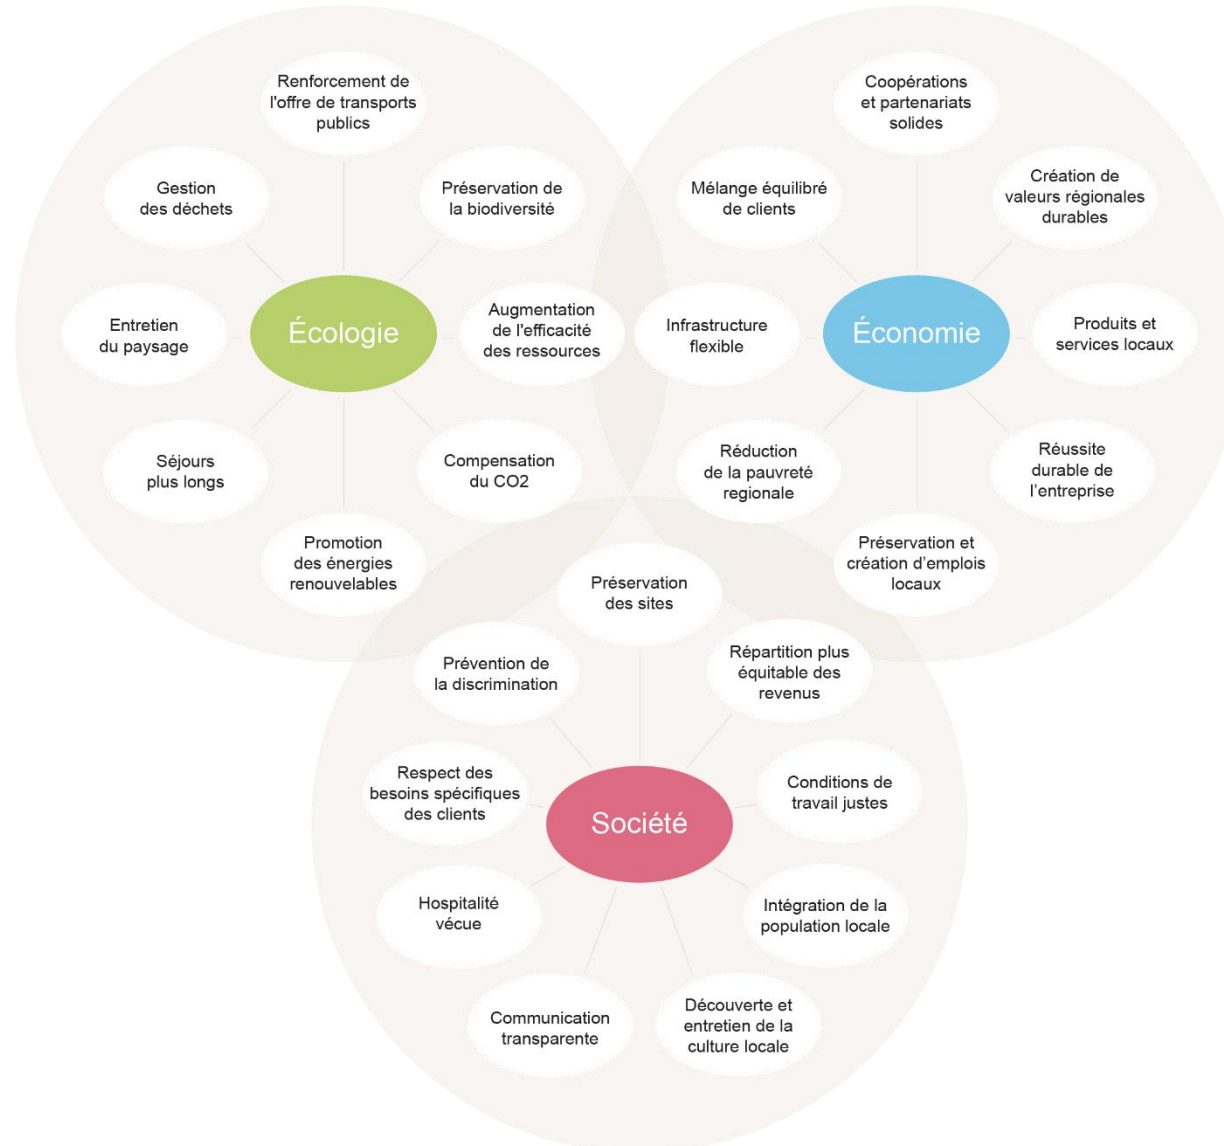 Renforcement de
l'offre de transports
publics
Gestion
des déchets
Préservation de
la biodiversité
Entretien
du paysage
Écologie
Augmentation
de l'efficacité
des ressources
Séjours
plus longs
Compensation
du CO2
Promotion
des énergies
renouvelables
Coopérations
et partenariats
solides
Mélange équilibré
de clients
Création de
valeurs régionales
durables
Infrastructure
flexible
Économie
Produits et
services locaux
Réduction
de la pauvreté
regionale
Réussite
durable de
l’entreprise
Préservation et
création d’emplois
locaux
Préservation
des sites
Prévention de
la discrimination
Répartition plus
équitable des
revenus
Respect des
besoins spécifiques
des clients
Société
Conditions de
travail justes
Hospitalité
vécue
Intégration de la
population locale
Communication
transparente
Découverte et
entretien de la
culture locale